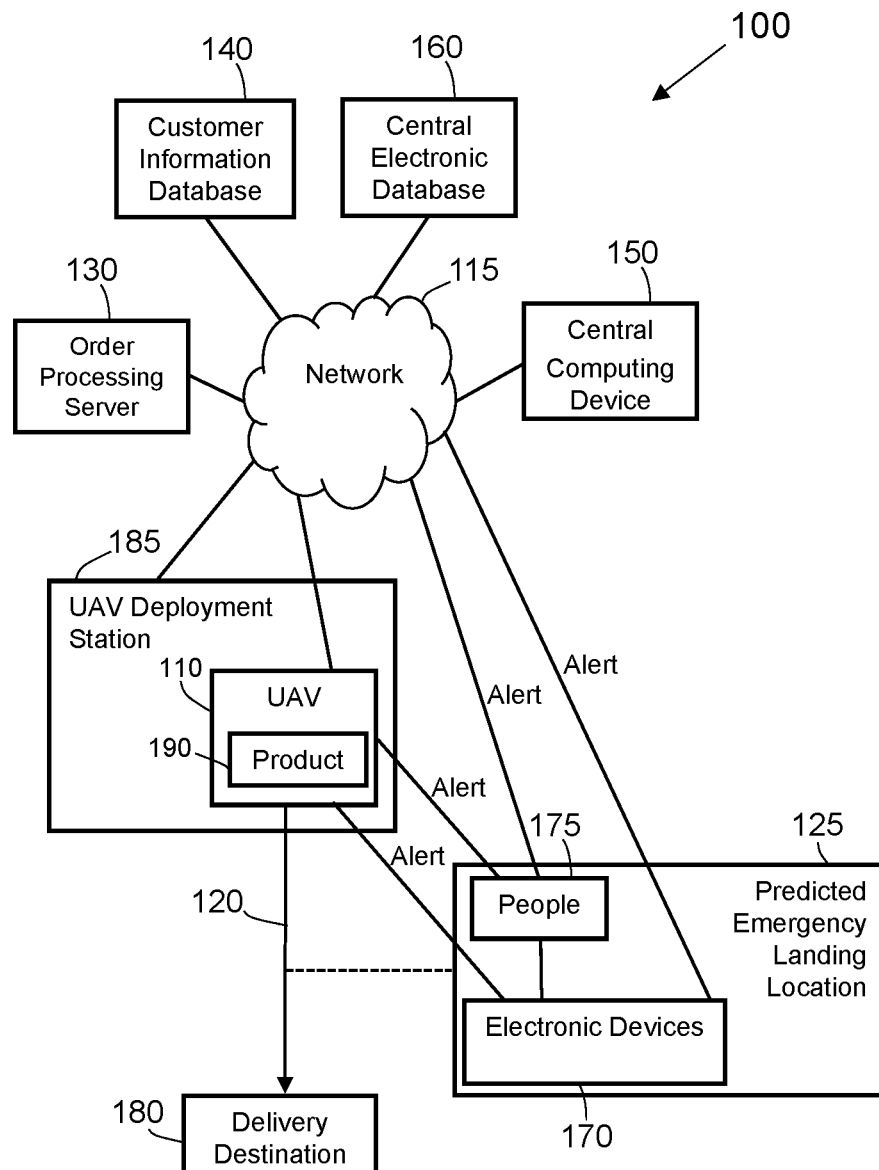 100
140
160
Customer
Information
Database
Central
Electronic
Database
130
115
150
Order
Processing
Server
Network
Central
Computing
Device
185
UAV Deployment
Station
110
UAV
190
Product
Alert
Alert
Alert
Alert
175
125
People
Predicted
Emergency
Landing
Location
120
Electronic Devices
180
Delivery
Destination
170